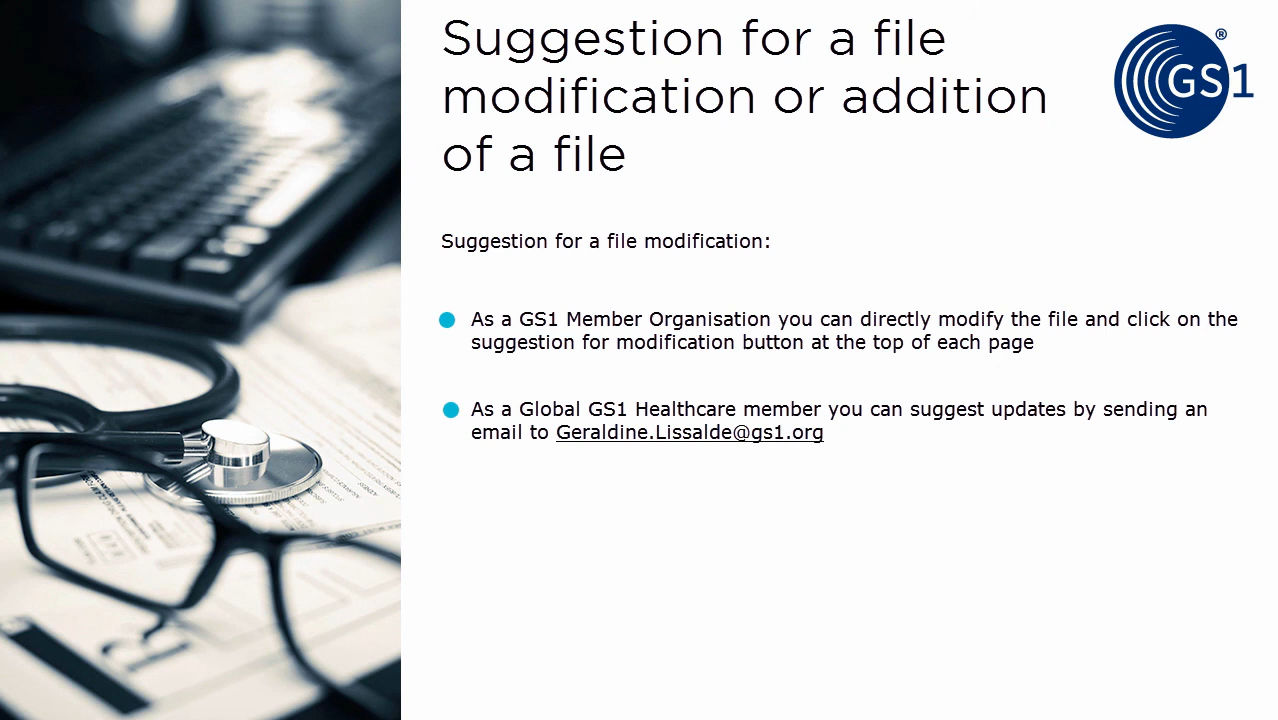 Suggestion for a file
modification or addition
of a file
GS1®
Suggestion for a file modification:
As a GS1 Member Organisation you can directly modify the file and click on the
suggestion for modification button at the top of each page
As a Global GS1 Healthcare member you can suggest updates by sending an
email to Geraldine.Lissalde@gs1.org